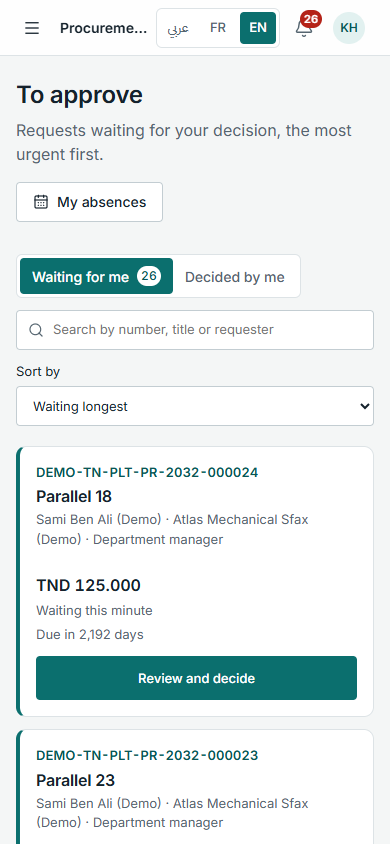 Procureme...
عربي
FR
EN
26
KH
To approve
Requests waiting for your decision, the most
urgent first.
My absences
Waiting for me 26
Decided by me
Search by number, title or requester
Sort by
Waiting longest
DEMO-TN-PLT-PR-2032-000024
Parallel 18
Sami Ben Ali (Demo) · Atlas Mechanical Sfax
(Demo) · Department manager
TND 125.000
Waiting this minute
Due in 2,192 days
Review and decide
DEMO-TN-PLT-PR-2032-000023
Parallel 23
Sami Ben Ali (Demo) · Atlas Mechanical Sfax
(Demo) · Department manager